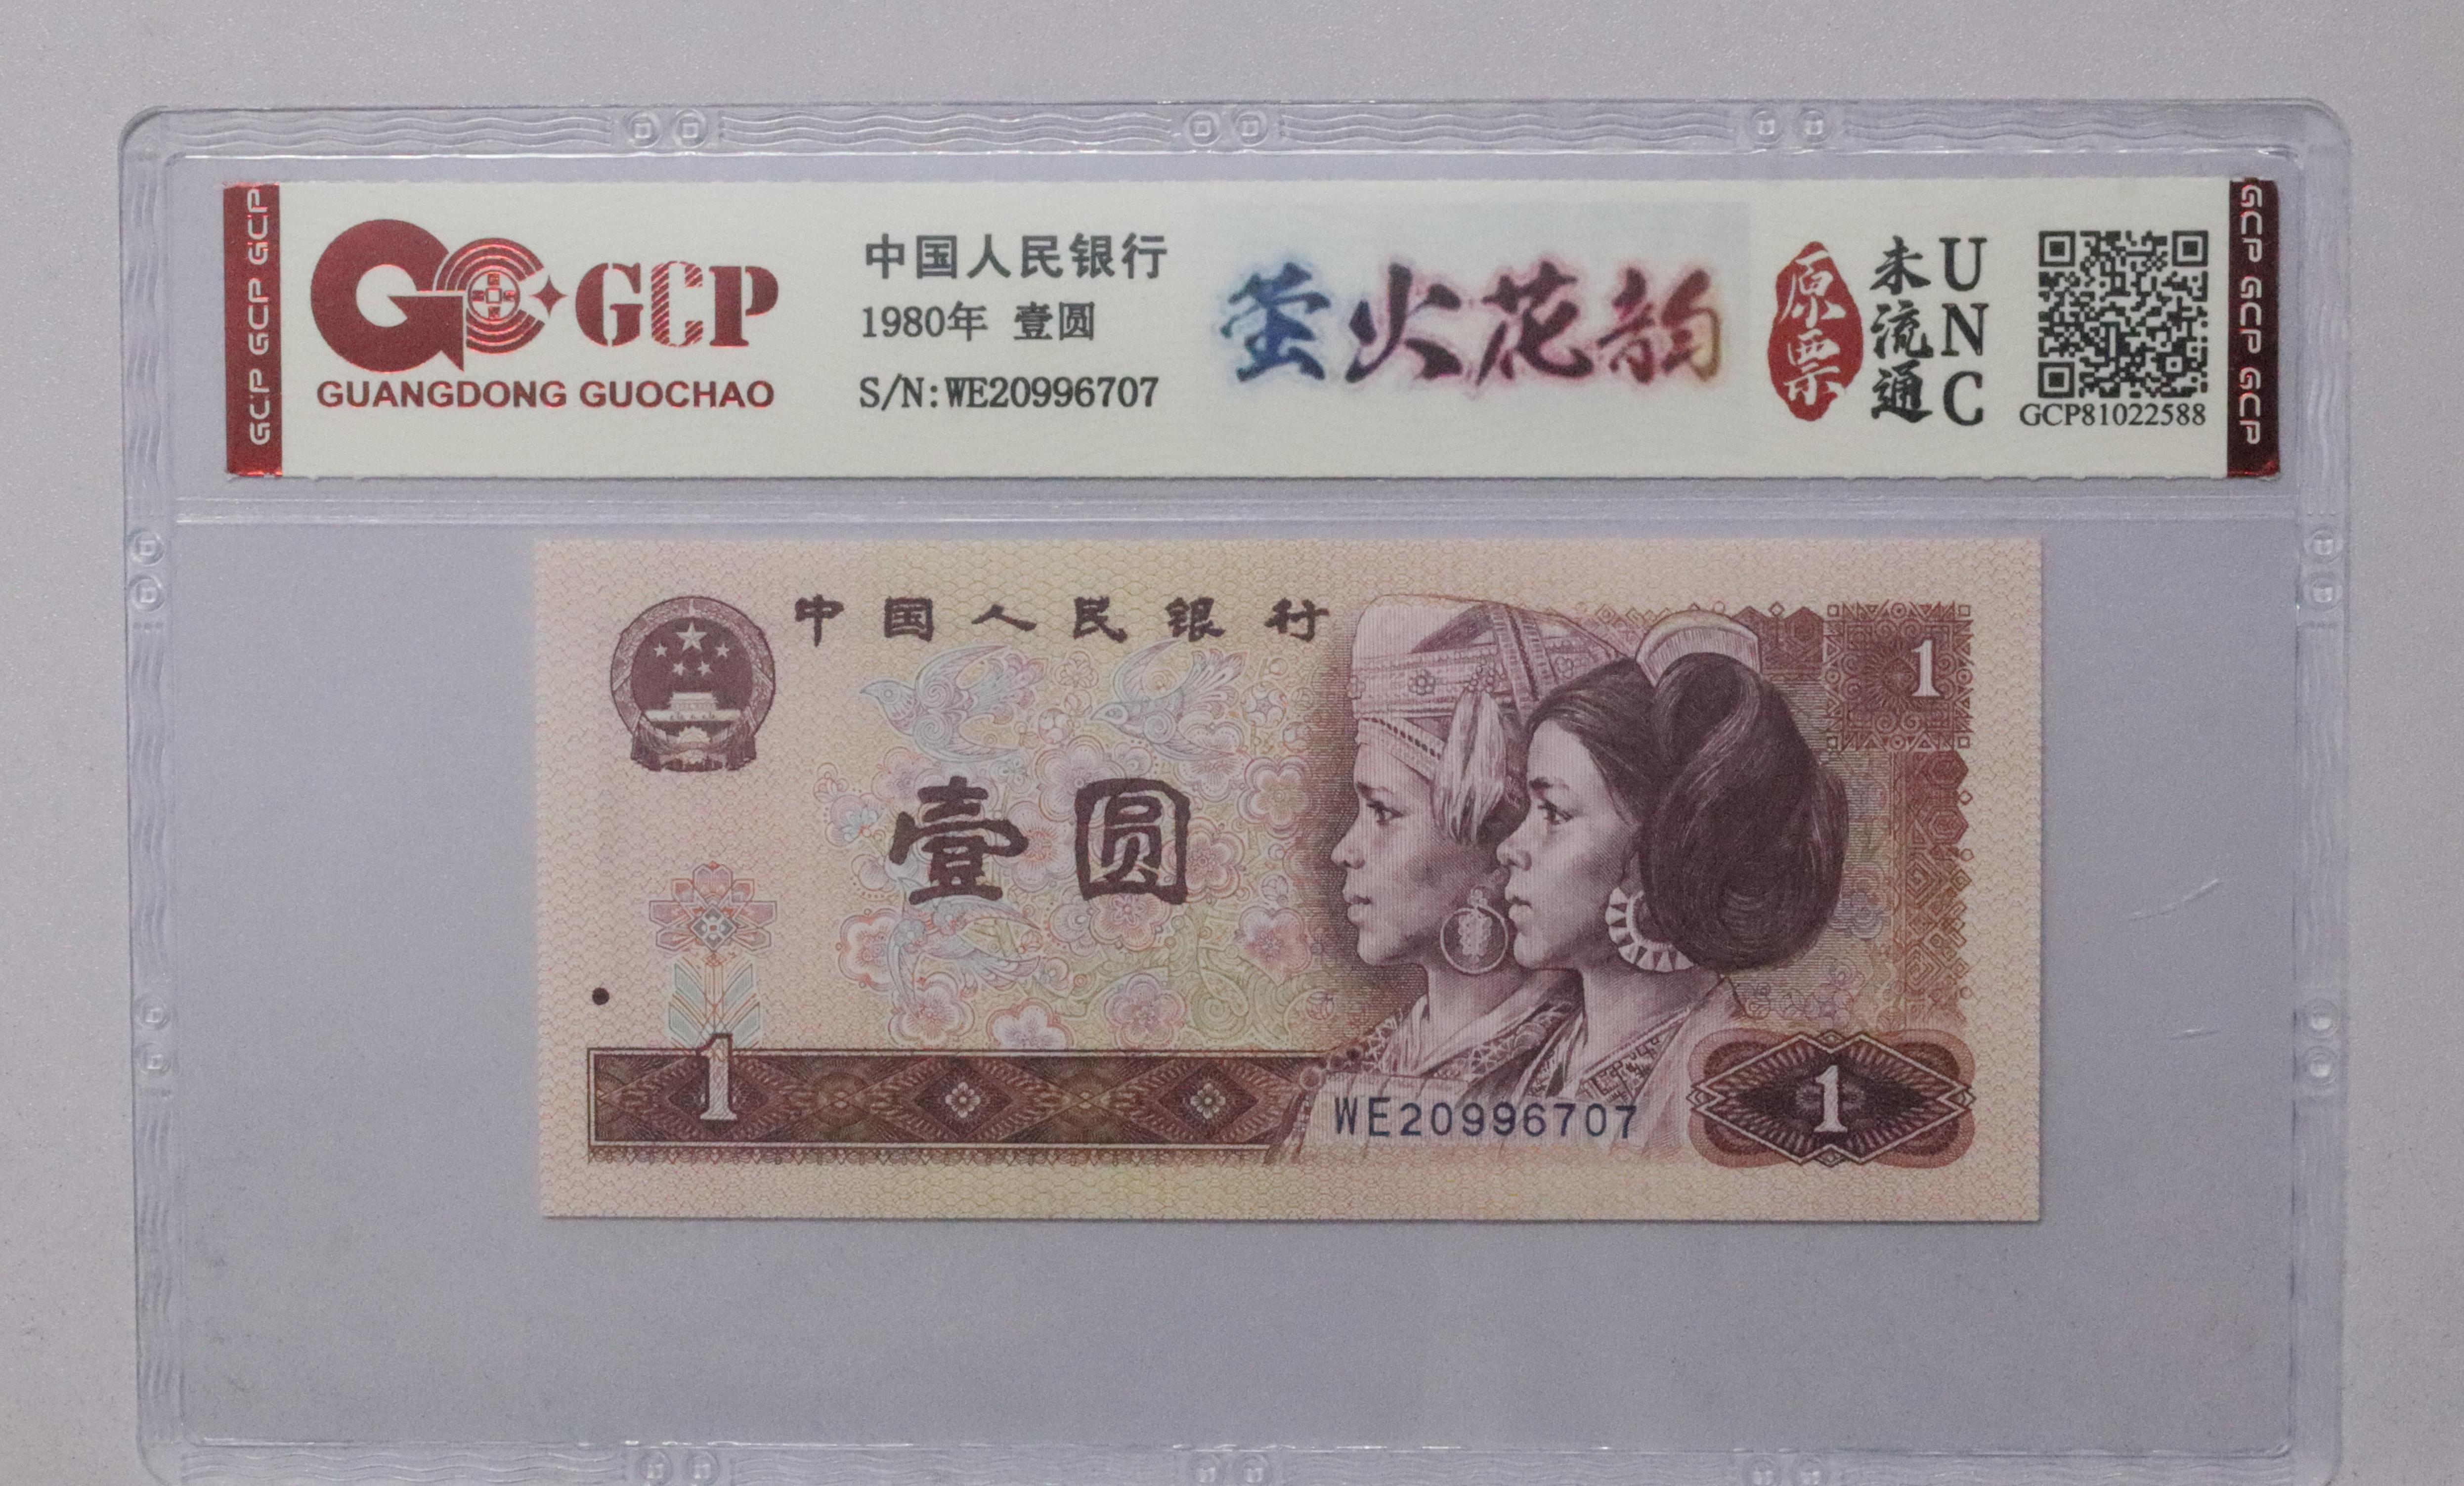 GCP GCP GCP
GCP
GUANGDONG GUOCHAO
中国人民银行
1980年 壹圆
S/N:WE20996707
萤火花韵
原票
未流通
UNC
GCP81022588
GCP GCP GCP
中国人民银行
1
壹圆
1
WE20996707
1